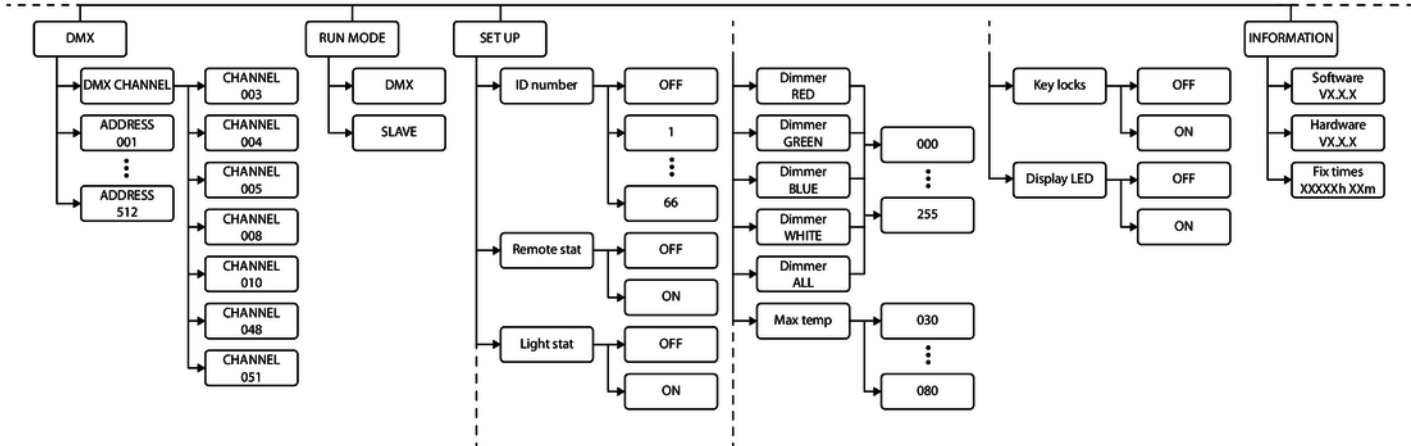 DMX
RUN MODE
SET UP
INFORMATION
DMX CHANNEL
ADDRESS
001
ADDRESS
512
CHANNEL
003
CHANNEL
004
CHANNEL
005
CHANNEL
008
CHANNEL
010
CHANNEL
048
CHANNEL
051
DMX
SLAVE
ID number
OFF
1
66
Remote stat
OFF
ON
Light stat
OFF
ON
Dimmer
RED
Dimmer
GREEN
Dimmer
BLUE
Dimmer
WHITE
Dimmer
ALL
000
255
Max temp
030
080
Key locks
OFF
ON
Display LED
OFF
ON
Software
VX.X.X
Hardware
VX.X.X
Fix times
XXXXXh XXm